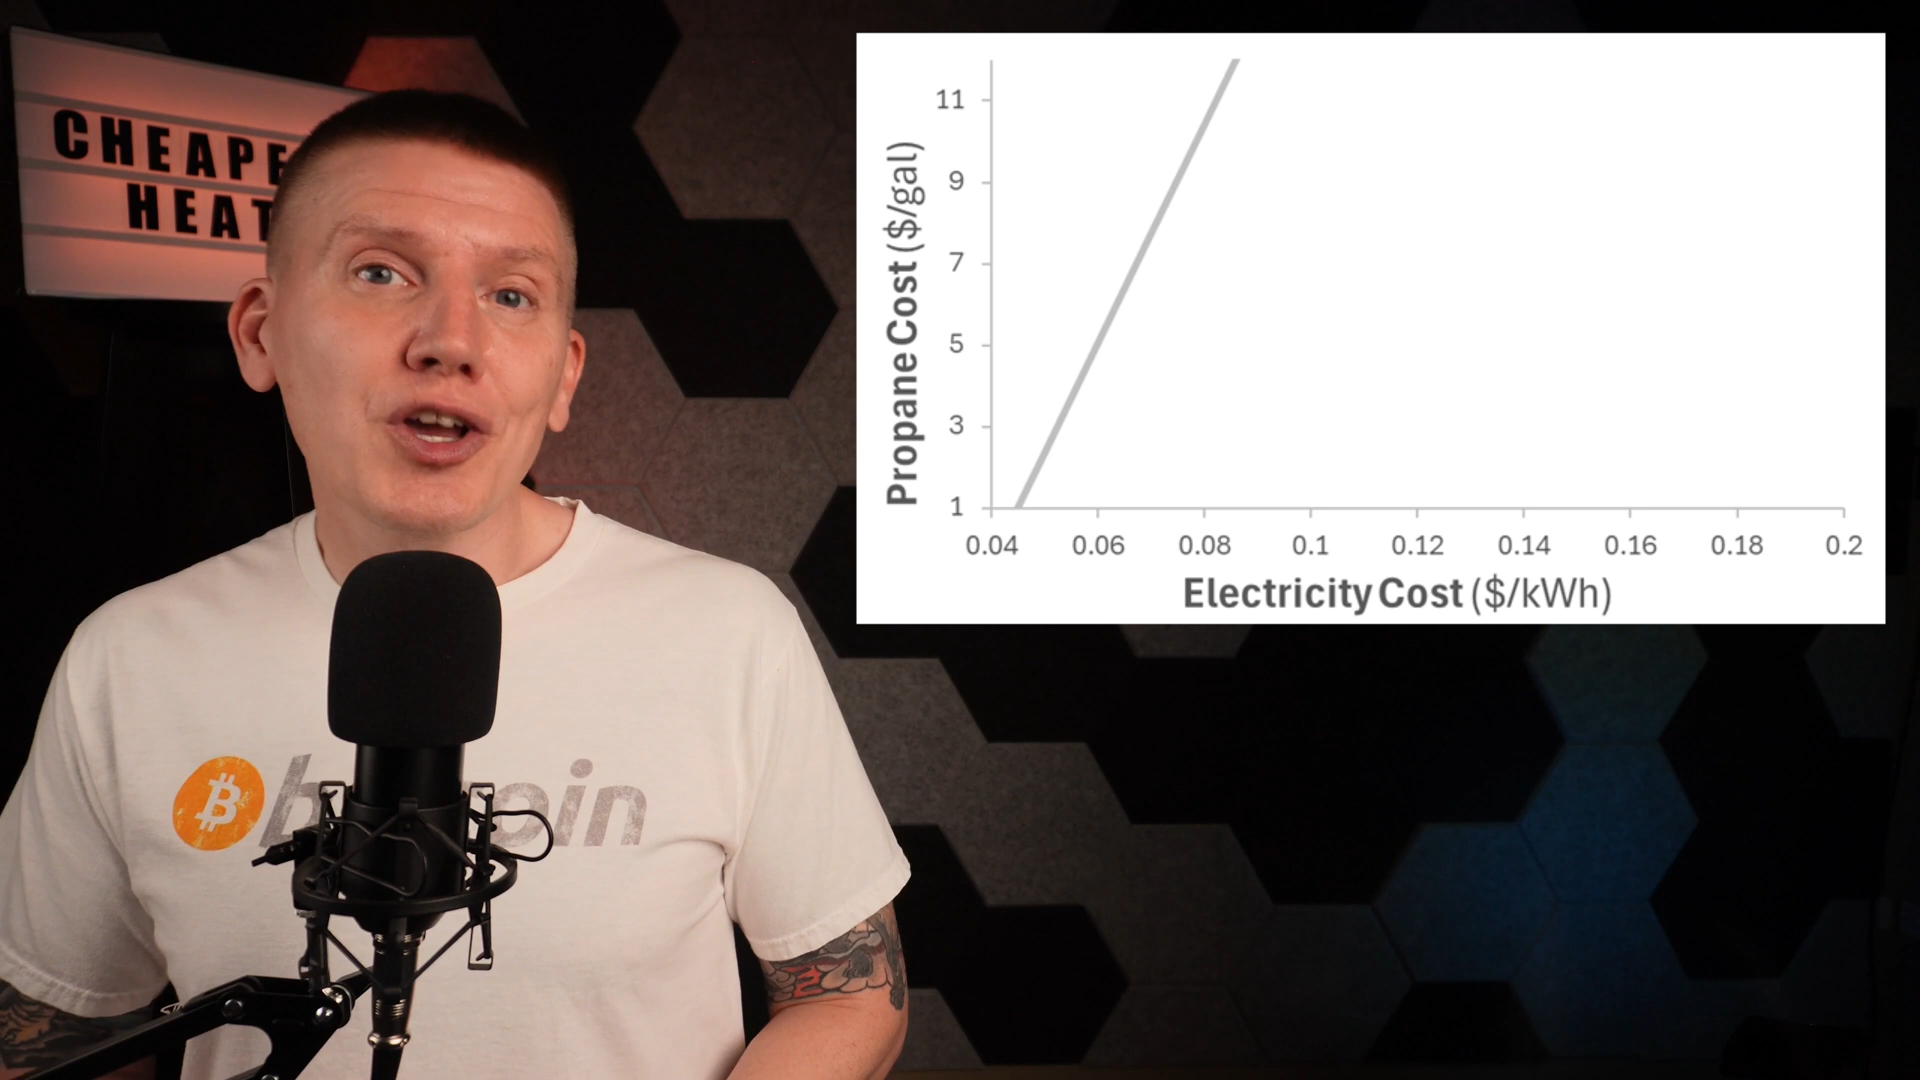 CHEAPE
HEAT
11
9
7
5
3
1
Propane Cost ($/gal)
0.04 0.06 0.08 0.1 0.12 0.14 0.16 0.18 0.2
Electricity Cost ($/kWh)